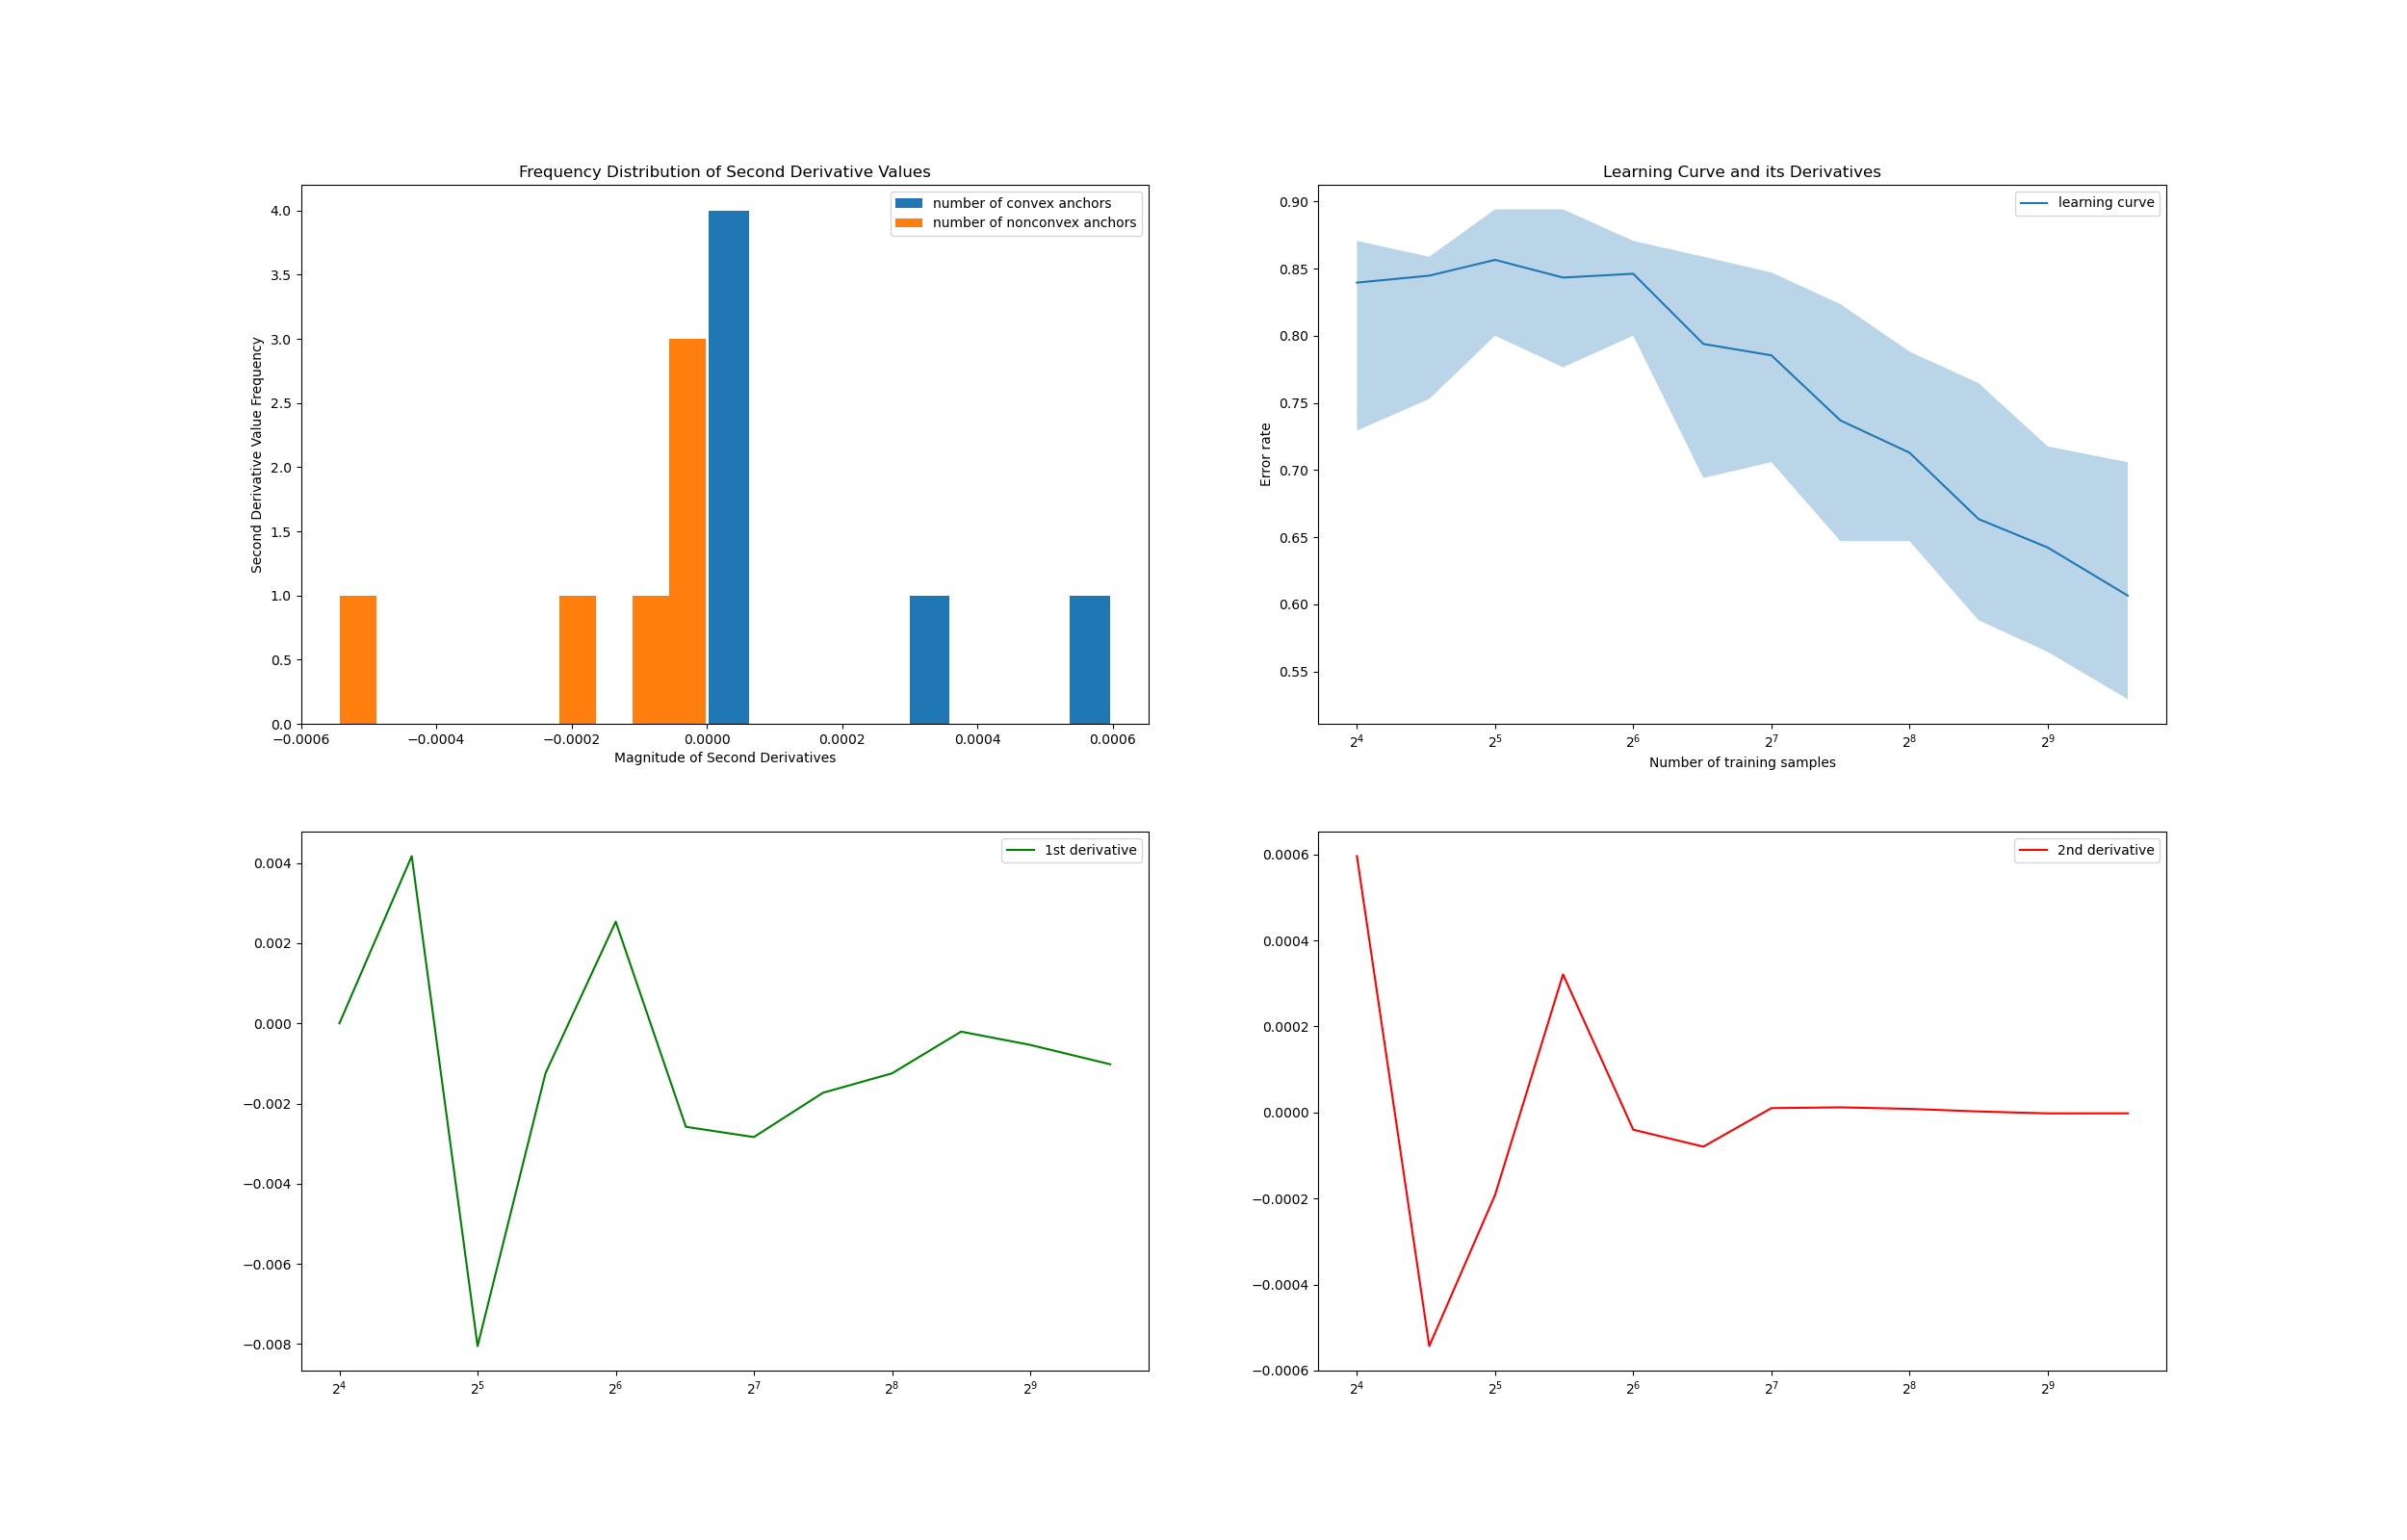 Frequency Distribution of Second Derivative Values
number of convex anchors
number of nonconvex anchors
4.0
3.5
3.0
2.5
2.0
1.5
1.0
0.5
0.0
Second Derivative Value Frequency
−0.0006 −0.0004 −0.0002 0.0000 0.0002 0.0004 0.0006
Magnitude of Second Derivatives
Learning Curve and its Derivatives
learning curve
0.90
0.85
0.80
0.75
0.70
0.65
0.60
0.55
Error rate
2⁴ 2⁵ 2⁶ 2⁷ 2⁸ 2⁹
Number of training samples
1st derivative
0.004
0.002
0.000
−0.002
−0.004
−0.006
−0.008
2⁴ 2⁵ 2⁶ 2⁷ 2⁸ 2⁹
2nd derivative
0.0006
0.0004
0.0002
0.0000
−0.0002
−0.0004
−0.0006
2⁴ 2⁵ 2⁶ 2⁷ 2⁸ 2⁹